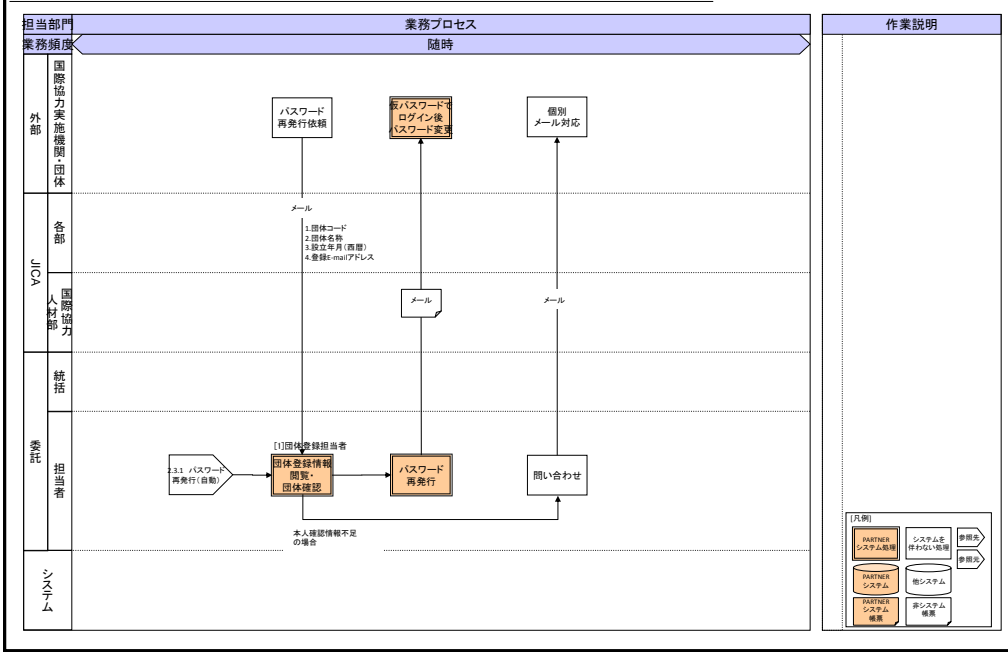 担当部門
業務プロセス
作業説明
業務頻度
随時
外部
国際協力実施機関・団体
パスワード
再発行依頼
仮パスワードで
ログイン後
パスワード変更
個別
メール対応
JICA
各部
メール
1.団体コード
2.団体名称
3.設立年月（西暦）
4.登録E-mailアドレス
国際協力
人材部
メール
メール
委託
統括
担当者
[1]団体登録担当者
2.3.1 パスワード
再発行（自動）
団体登録情報
閲覧・
団体確認
パスワード
再発行
問い合わせ
本人確認情報不足
の場合
システム
[凡例]
PARTNER
システム処理
システムを
伴わない処理
参照先
参照元
PARTNER
システム
他システム
PARTNER
システム
帳票
非システム
帳票